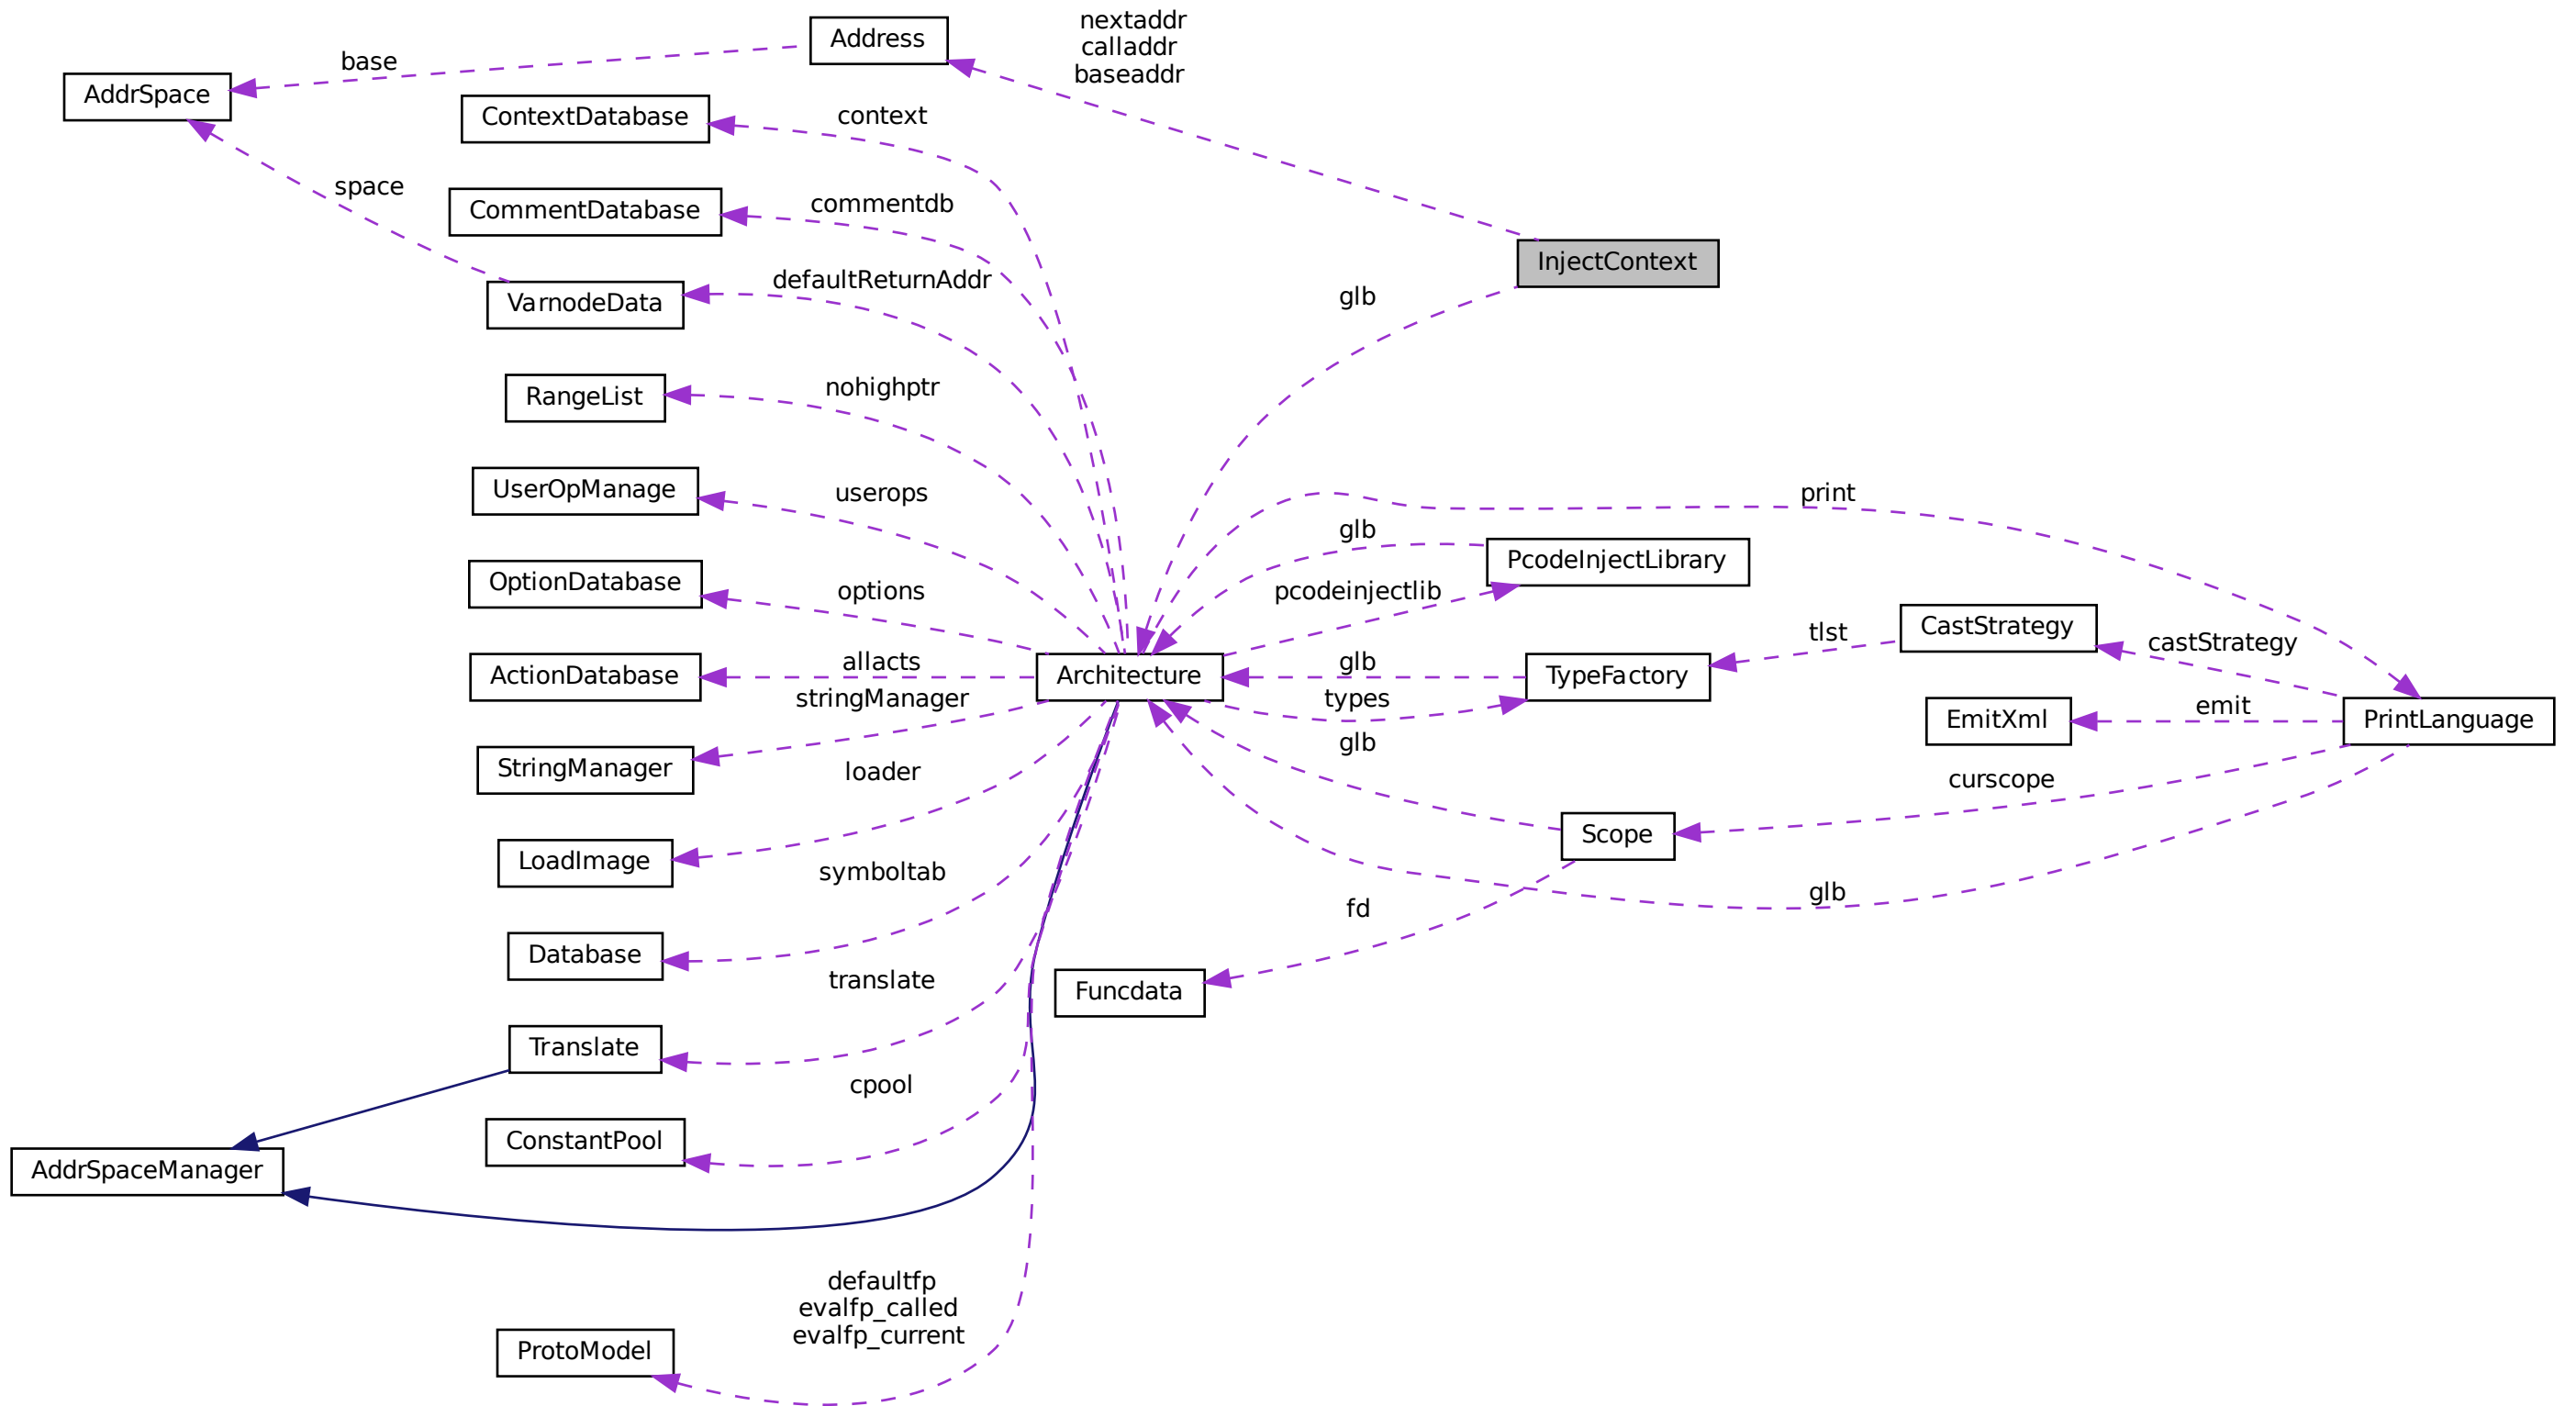 nextaddr
calladdr
baseaddr
Address
base
AddrSpace
ContextDatabase
context
space
CommentDatabase
commentdb
InjectContext
defaultReturnAddr
VarnodeData
glb
nohighptr
RangeList
UserOpManage
userops
print
glb
PcodeInjectLibrary
OptionDatabase
options
pcodeinjectlib
CastStrategy
tlst
castStrategy
ActionDatabase
allacts
Architecture
glb
TypeFactory
stringManager
types
EmitXml
emit
PrintLanguage
glb
StringManager
loader
curscope
LoadImage
Scope
symboltab
glb
fd
Database
translate
Funcdata
Translate
cpool
ConstantPool
AddrSpaceManager
defaultfp
evalfp_called
evalfp_current
ProtoModel